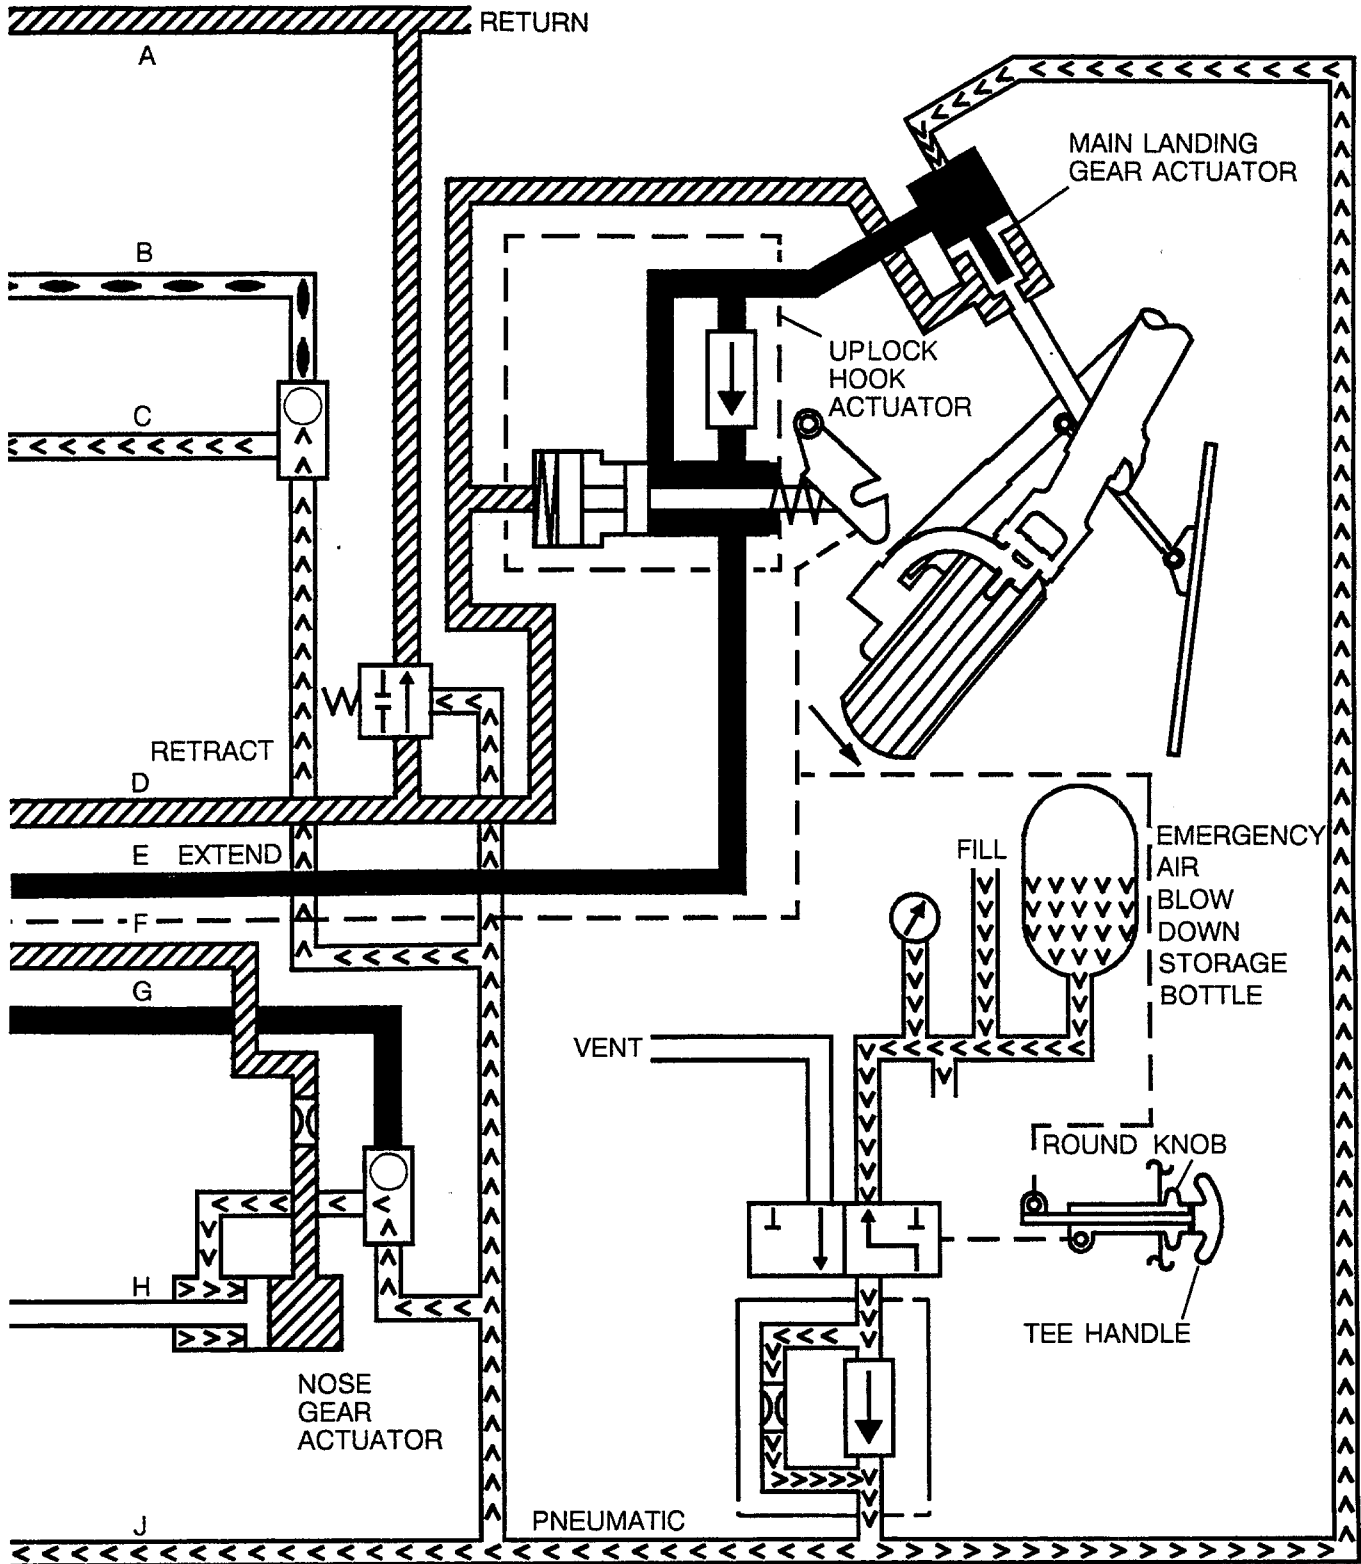 RETURN
A
MAIN LANDING
GEAR ACTUATOR
B
UPLOCK
HOOK
ACTUATOR
C
RETRACT
D
E EXTEND
FILL
EMERGENCY
AIR
BLOW
DOWN
STORAGE
BOTTLE
F
G
VENT
ROUND KNOB
H
TEE HANDLE
NOSE
GEAR
ACTUATOR
J
PNEUMATIC